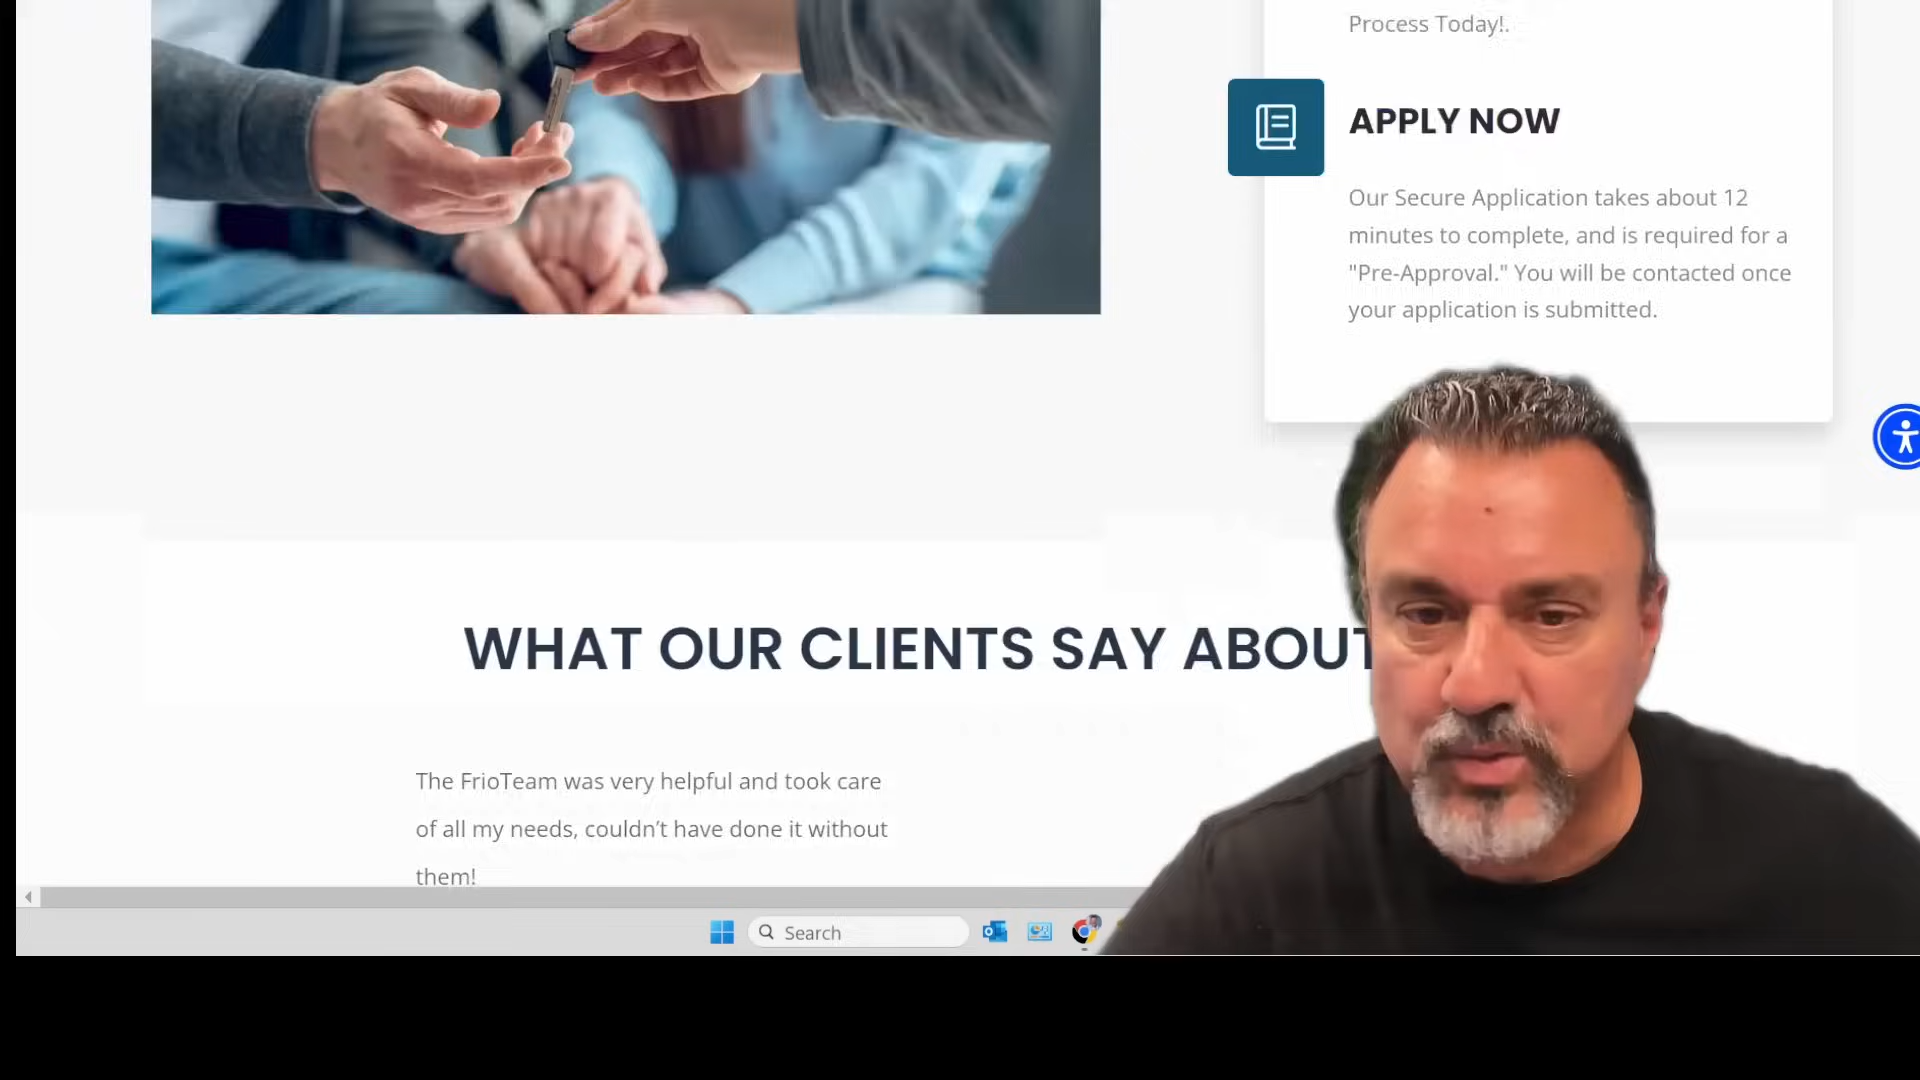 Process Today!.
APPLY NOW
Our Secure Application takes about 12
minutes to complete, and is required for a
"Pre-Approval." You will be contacted once
your application is submitted.
WHAT OUR CLIENTS SAY ABOUT
The FrioTeam was very helpful and took care
of all my needs, couldn’t have done it without
them!
Search